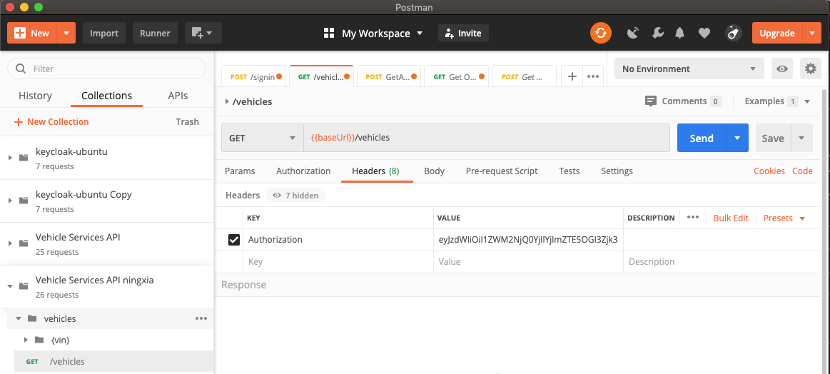 Postman
New Import Runner My Workspace Invite Upgrade
Filter
History Collections APIs
New Collection Trash
keycloak-ubuntu
7 requests
keycloak-ubuntu Copy
7 requests
Vehicle Services API
25 requests
Vehicle Services API ningxia
26 requests
vehicles
{vin}
GET /vehicles
POST /signin GET /vehicl... POST GetA... GET Get O... POST Get ... + ••• No Environment
/vehicles Comments 0 Examples 1
GET {{baseUrl}}/vehicles Send Save
Params Authorization Headers (8) Body Pre-request Script Tests Settings Cookies Code
Headers 7 hidden
KEY VALUE DESCRIPTION ••• Bulk Edit Presets
Authorization
Key Value Description
Response